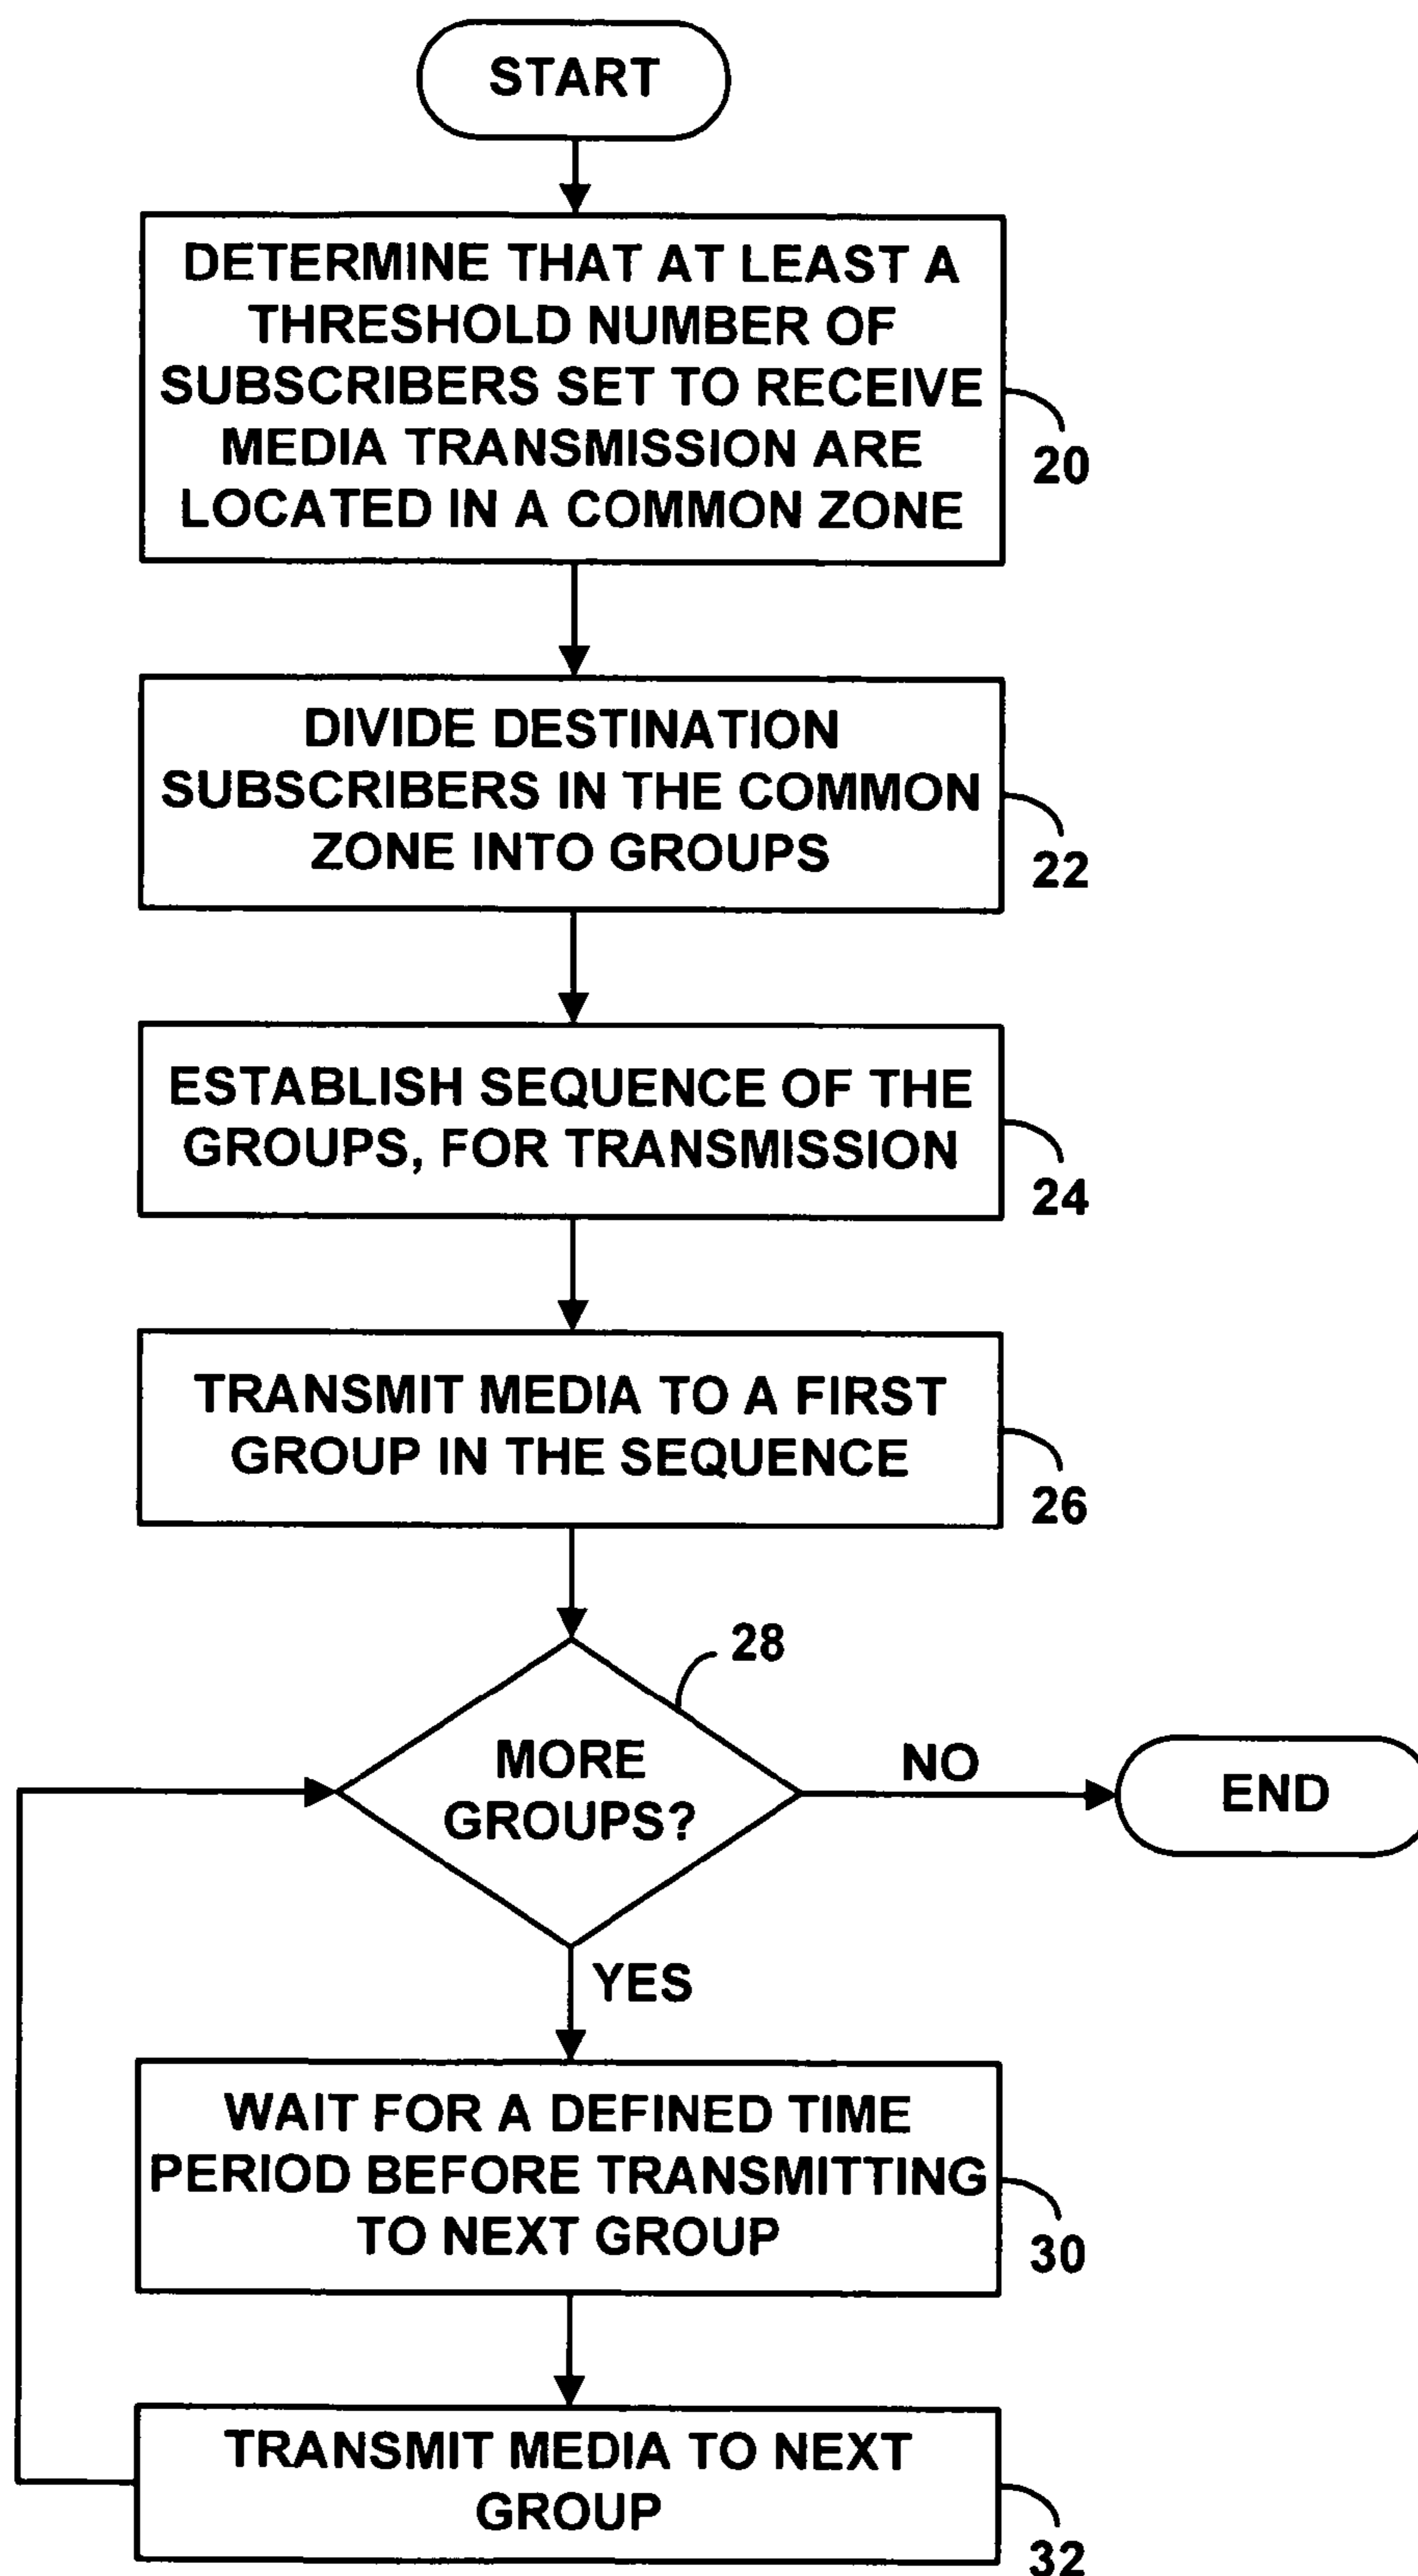 START
DETERMINE THAT AT LEAST A
THRESHOLD NUMBER OF
SUBSCRIBERS SET TO RECEIVE
MEDIA TRANSMISSION ARE
LOCATED IN A COMMON ZONE
20
DIVIDE DESTINATION
SUBSCRIBERS IN THE COMMON
ZONE INTO GROUPS
22
ESTABLISH SEQUENCE OF THE
GROUPS, FOR TRANSMISSION
24
TRANSMIT MEDIA TO A FIRST
GROUP IN THE SEQUENCE
26
28
MORE
GROUPS?
NO
END
YES
WAIT FOR A DEFINED TIME
PERIOD BEFORE TRANSMITTING
TO NEXT GROUP
30
TRANSMIT MEDIA TO NEXT
GROUP
32